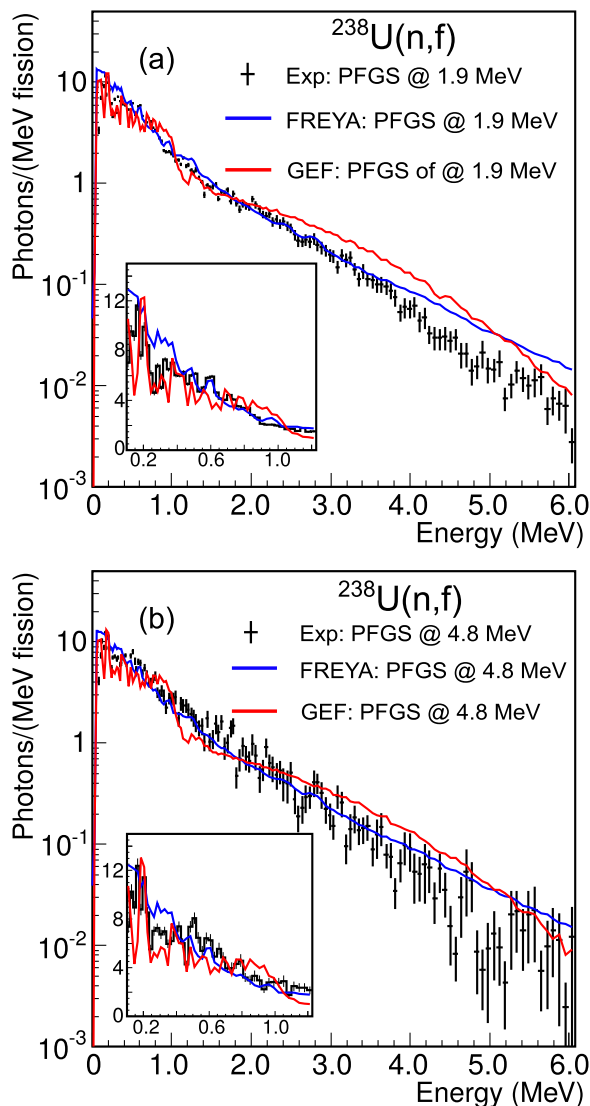 ²³⁸U(n,f)
(a)
Exp: PFGS @ 1.9 MeV
FREYA: PFGS @ 1.9 MeV
GEF: PFGS of @ 1.9 MeV
Photons/(MeV fission)
10
1
10⁻¹
10⁻²
10⁻³
12
8
4
0
0.2 0.6 1.0
0 1.0 2.0 3.0 4.0 5.0 6.0
Energy (MeV)
²³⁸U(n,f)
(b)
Exp: PFGS @ 4.8 MeV
FREYA: PFGS @ 4.8 MeV
GEF: PFGS @ 4.8 MeV
Photons/(MeV fission)
10
1
10⁻¹
10⁻²
10⁻³
12
8
4
0
0.2 0.6 1.0
0 1.0 2.0 3.0 4.0 5.0 6.0
Energy (MeV)